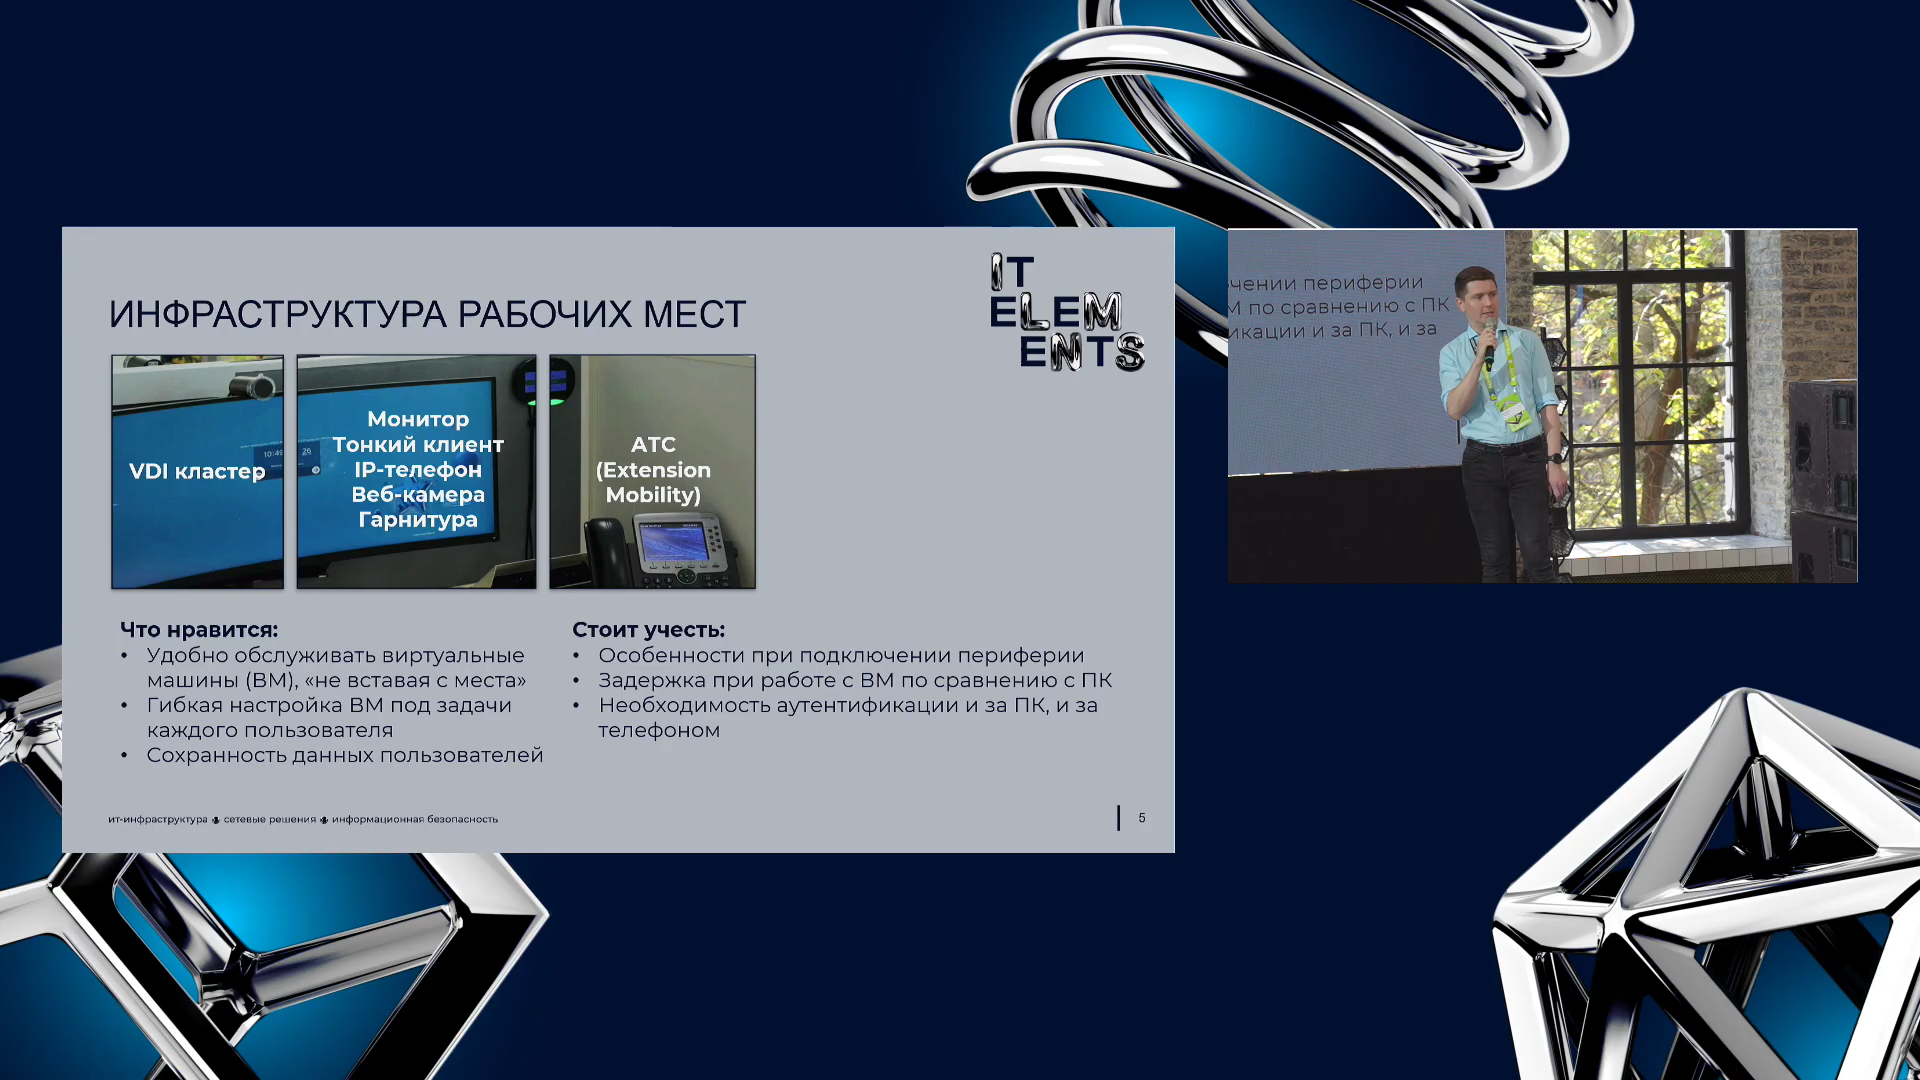 ИНФРАСТРУКТУРА РАБОЧИХ МЕСТ
IT
ELEM
ENTS
VDI кластер
Монитор
Тонкий клиент
IP-телефон
Веб-камера
Гарнитура
АТС
(Extension
Mobility)
Что нравится:
• Удобно обслуживать виртуальные
машины (ВМ), «не вставая с места»
• Гибкая настройка ВМ под задачи
каждого пользователя
• Сохранность данных пользователей
Стоит учесть:
• Особенности при подключении периферии
• Задержка при работе с ВМ по сравнению с ПК
• Необходимость аутентификации и за ПК, и за
телефоном
ит-инфраструктура сетевые решения информационная безопасность
5
чении периферии
М по сравнению с ПК
икации и за ПК, и за